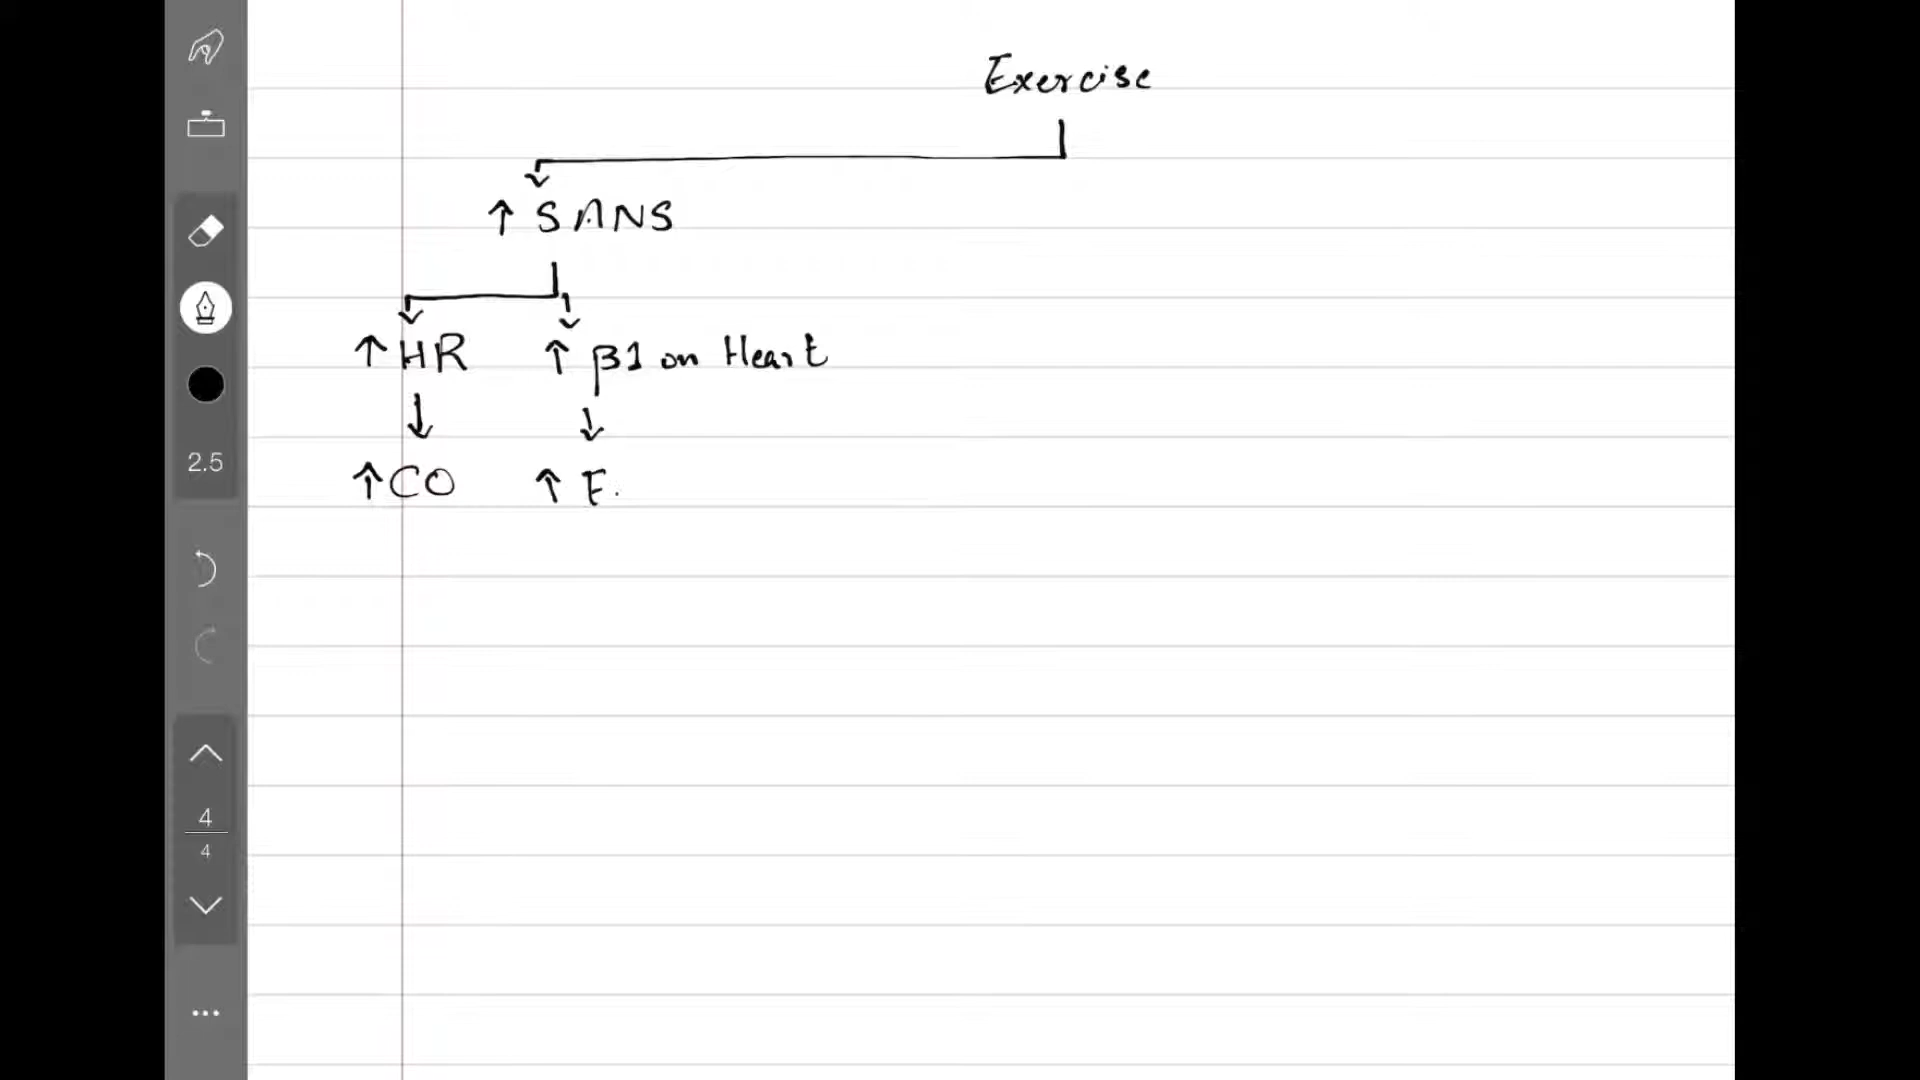 Exercise
↑ SANS
↑ HR ↑ β1 on Heart
↑ CO ↑ F.
2.5
4
4